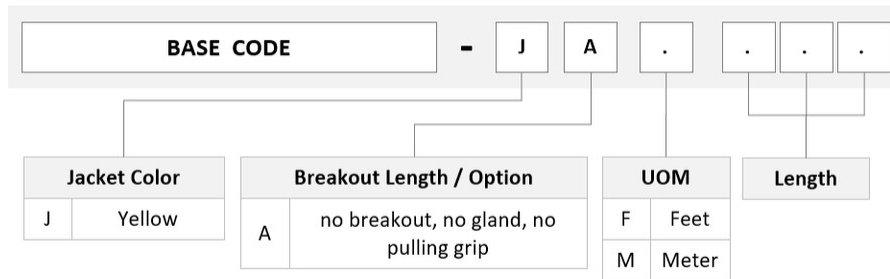 BASE CODE - J A . . . .
Jacket Color
J Yellow
Breakout Length / Option
A no breakout, no gland, no
pulling grip
UOM
F Feet
M Meter
Length